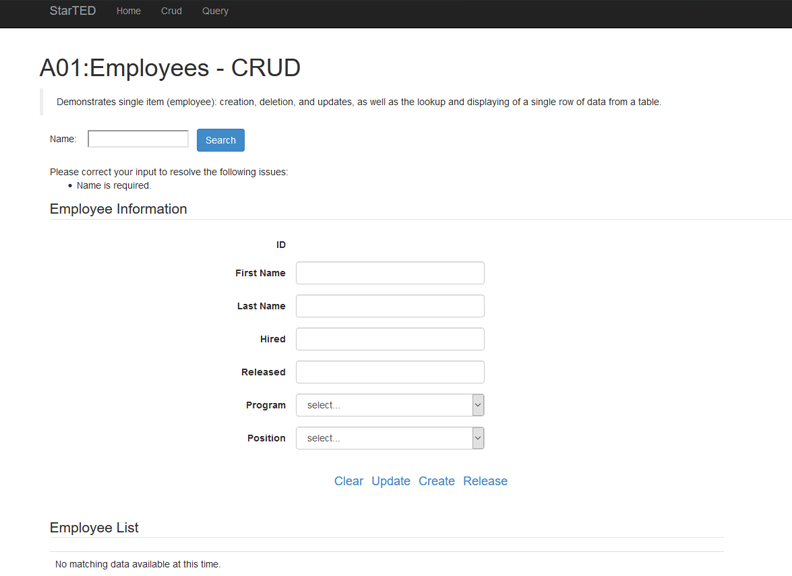 StarTED Home Crud Query
A01:Employees - CRUD
Demonstrates single item (employee): creation, deletion, and updates, as well as the lookup and displaying of a single row of data from a table.
Name: Search
Please correct your input to resolve the following issues:
• Name is required.
Employee Information
ID
First Name
Last Name
Hired
Released
Program select...
Position select...
Clear Update Create Release
Employee List
No matching data available at this time.